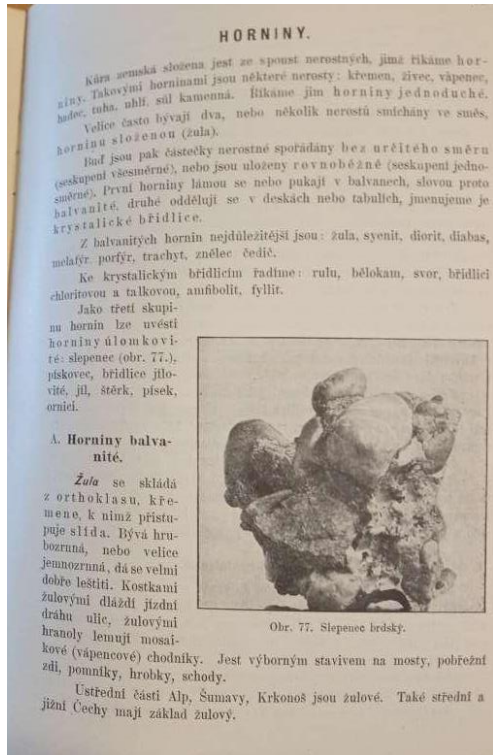 HORNINY.
Kůra zemská složena jest ze spoust nerostných, jimž říkáme hor-
niny. Takovými horninami jsou některé nerosty: křemen, živec, vápenec,
hadec, tuha, uhlí, sůl kamenná. Říkáme jim horniny jednoduché.
Velice často bývají dva, nebo několik nerostů smíchány ve směs,
horninu složenou (žula).
Buď jsou pak částečky nerostné spořádány bez určitého směru
(seskupení všesměrné), nebo jsou uloženy rovnoběžně (seskupení jedno-
směrné). První horniny lámou se nebo pukají v balvanech, slovou proto
balvanité, druhé oddělují se v deskách nebo tabulích, jmenujeme je
krystalické břidlice.
Z balvanitých hornin nejdůležitější jsou: žula, syenit, diorit, diabas,
melafýr, porfýr, trachyt, znělec čedič.
Ke krystalickým břidlicím řadíme: rulu, bělokam, svor, břidlici
chloritovou a talkovou, amfibolit, fyllit.
Jako třetí skupi-
nu hornin lze uvésti
horniny úlomkovi-
té: slepenec (obr. 77.),
pískovec, břidlice jílo-
vité, jíl, štěrk, písek,
ornici.
A. Horniny balva-
nité.
Žula se skládá
z orthoklasu, kře-
mene, k nimž přistu-
puje slída. Bývá hru-
bozrnná, nebo velice
jemnozrnná, dá se velmi
dobře leštiti. Kostkami
žulovými dláždí jízdní
dráhu ulic, žulovými
hranoly lemují mosai-
kové (vápencové) chodníky. Jest výborným stavivem na mosty, pobřežní
zdi, pomníky, hrobky, schody.
Ústřední části Alp, Šumavy, Krkonoš jsou žulové. Také střední a
jižní Čechy mají základ žulový.
Obr. 77. Slepenec brdský.